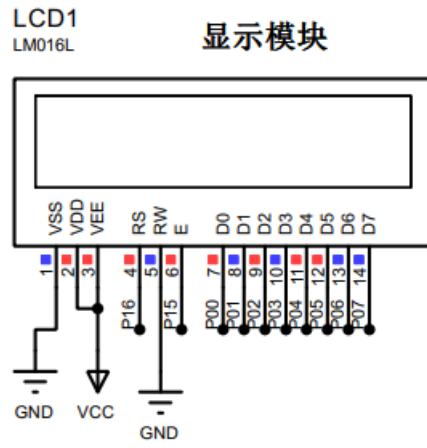 LCD1
LM016L
显示模块
VSS
VDD
VEE
RS
RW
E
D0
D1
D2
D3
D4
D5
D6
D7
1
2
3
4
5
6
7
8
9
10
11
12
13
14
P16
P15
P00
P01
P02
P03
P04
P05
P06
P07
GND
VCC
GND